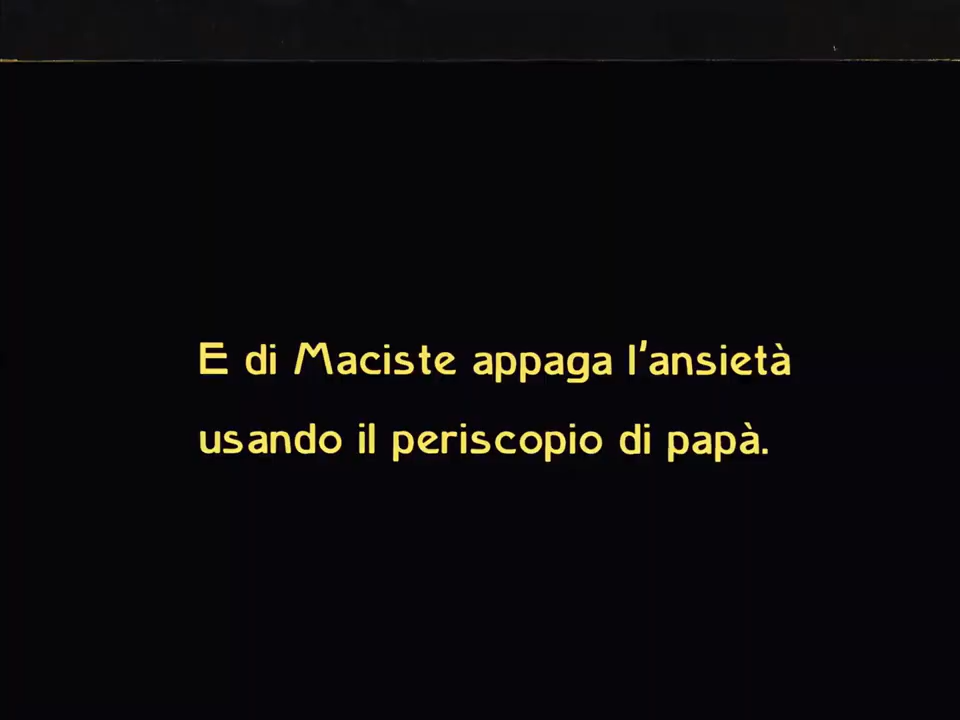 E di Maciste appaga l'ansietà
usando il periscopio di papà.